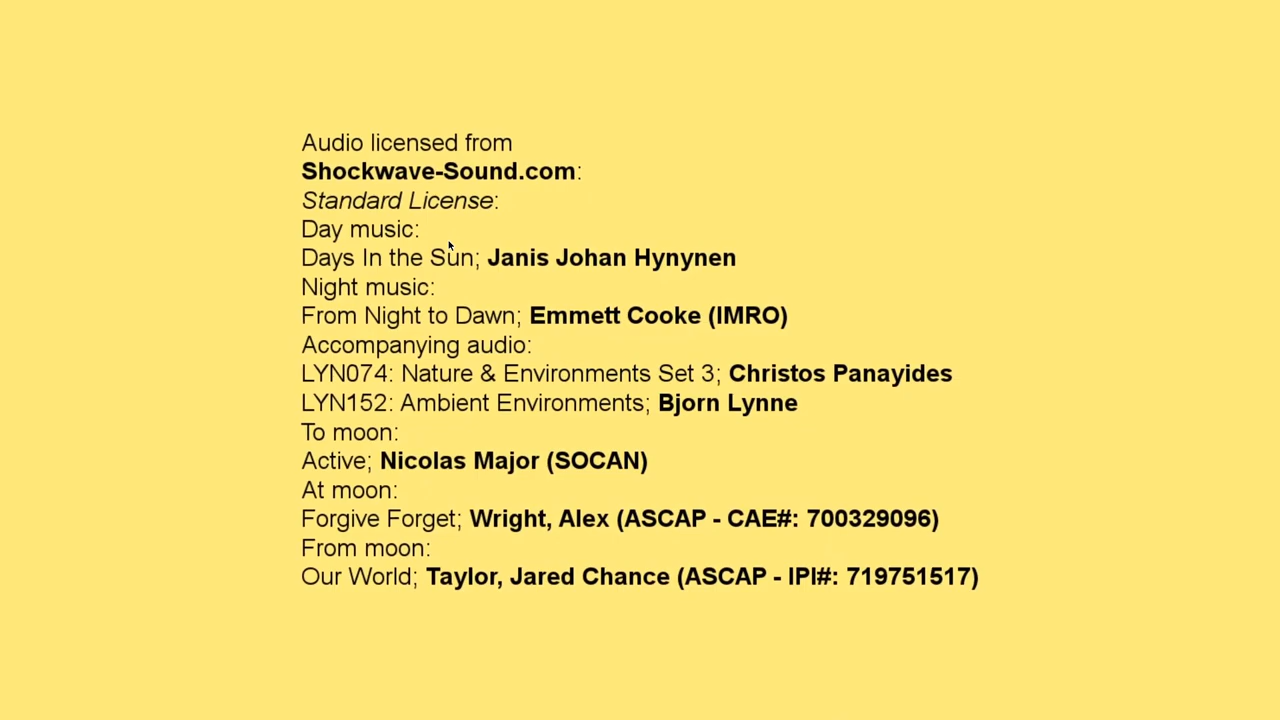 Audio licensed from
Shockwave-Sound.com:
Standard License:
Day music:
Days In the Sun; Janis Johan Hynynen
Night music:
From Night to Dawn; Emmett Cooke (IMRO)
Accompanying audio:
LYN074: Nature & Environments Set 3; Christos Panayides
LYN152: Ambient Environments; Bjorn Lynne
To moon:
Active; Nicolas Major (SOCAN)
At moon:
Forgive Forget; Wright, Alex (ASCAP - CAE#: 700329096)
From moon:
Our World; Taylor, Jared Chance (ASCAP - IPI#: 719751517)